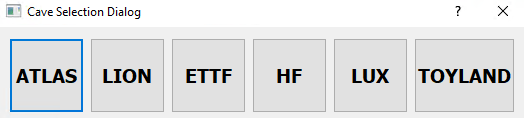 Cave Selection Dialog
ATLAS LION ETTF HF LUX TOYLAND